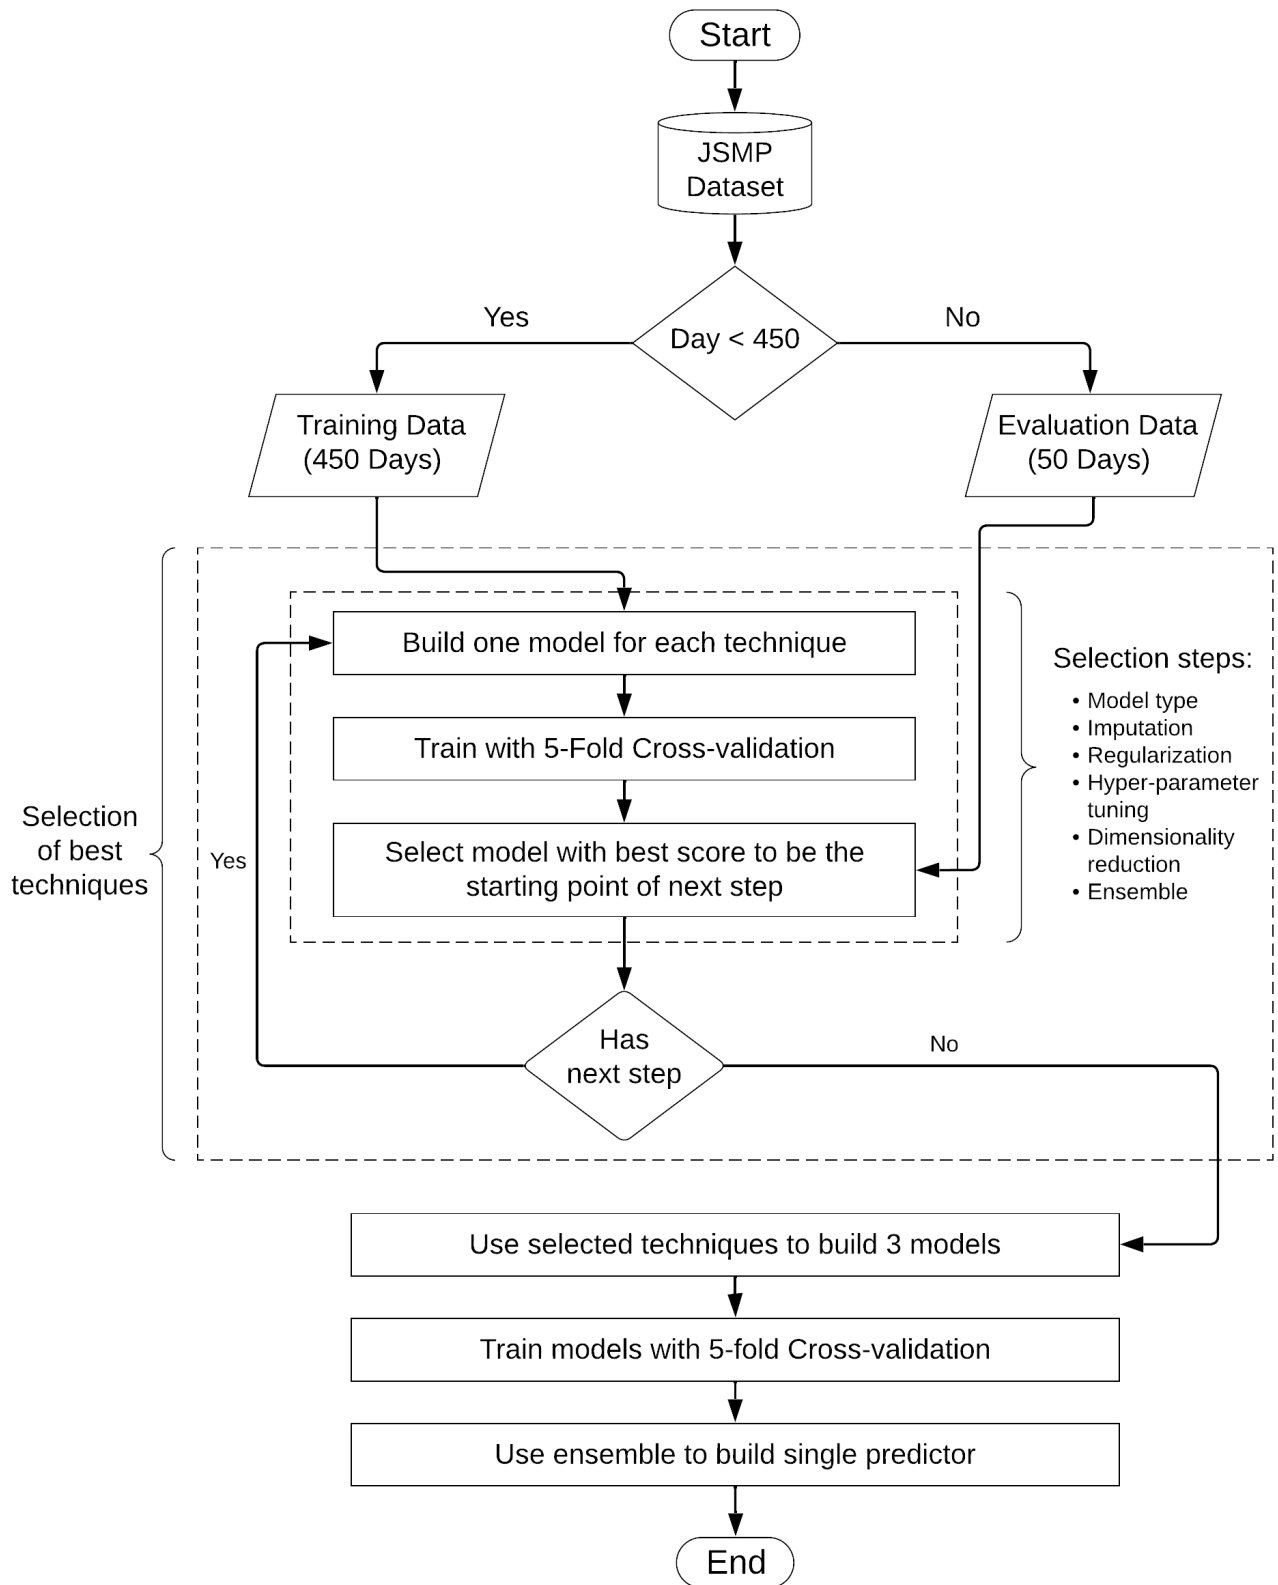 Start
JSMP
Dataset
Day < 450
Yes
No
Training Data
(450 Days)
Evaluation Data
(50 Days)
Build one model for each technique
Train with 5-Fold Cross-validation
Select model with best score to be the
starting point of next step
Selection steps:
• Model type
• Imputation
• Regularization
• Hyper-parameter
tuning
• Dimensionality
reduction
• Ensemble
Selection
of best
techniques
Yes
Has
next step
No
Use selected techniques to build 3 models
Train models with 5-fold Cross-validation
Use ensemble to build single predictor
End